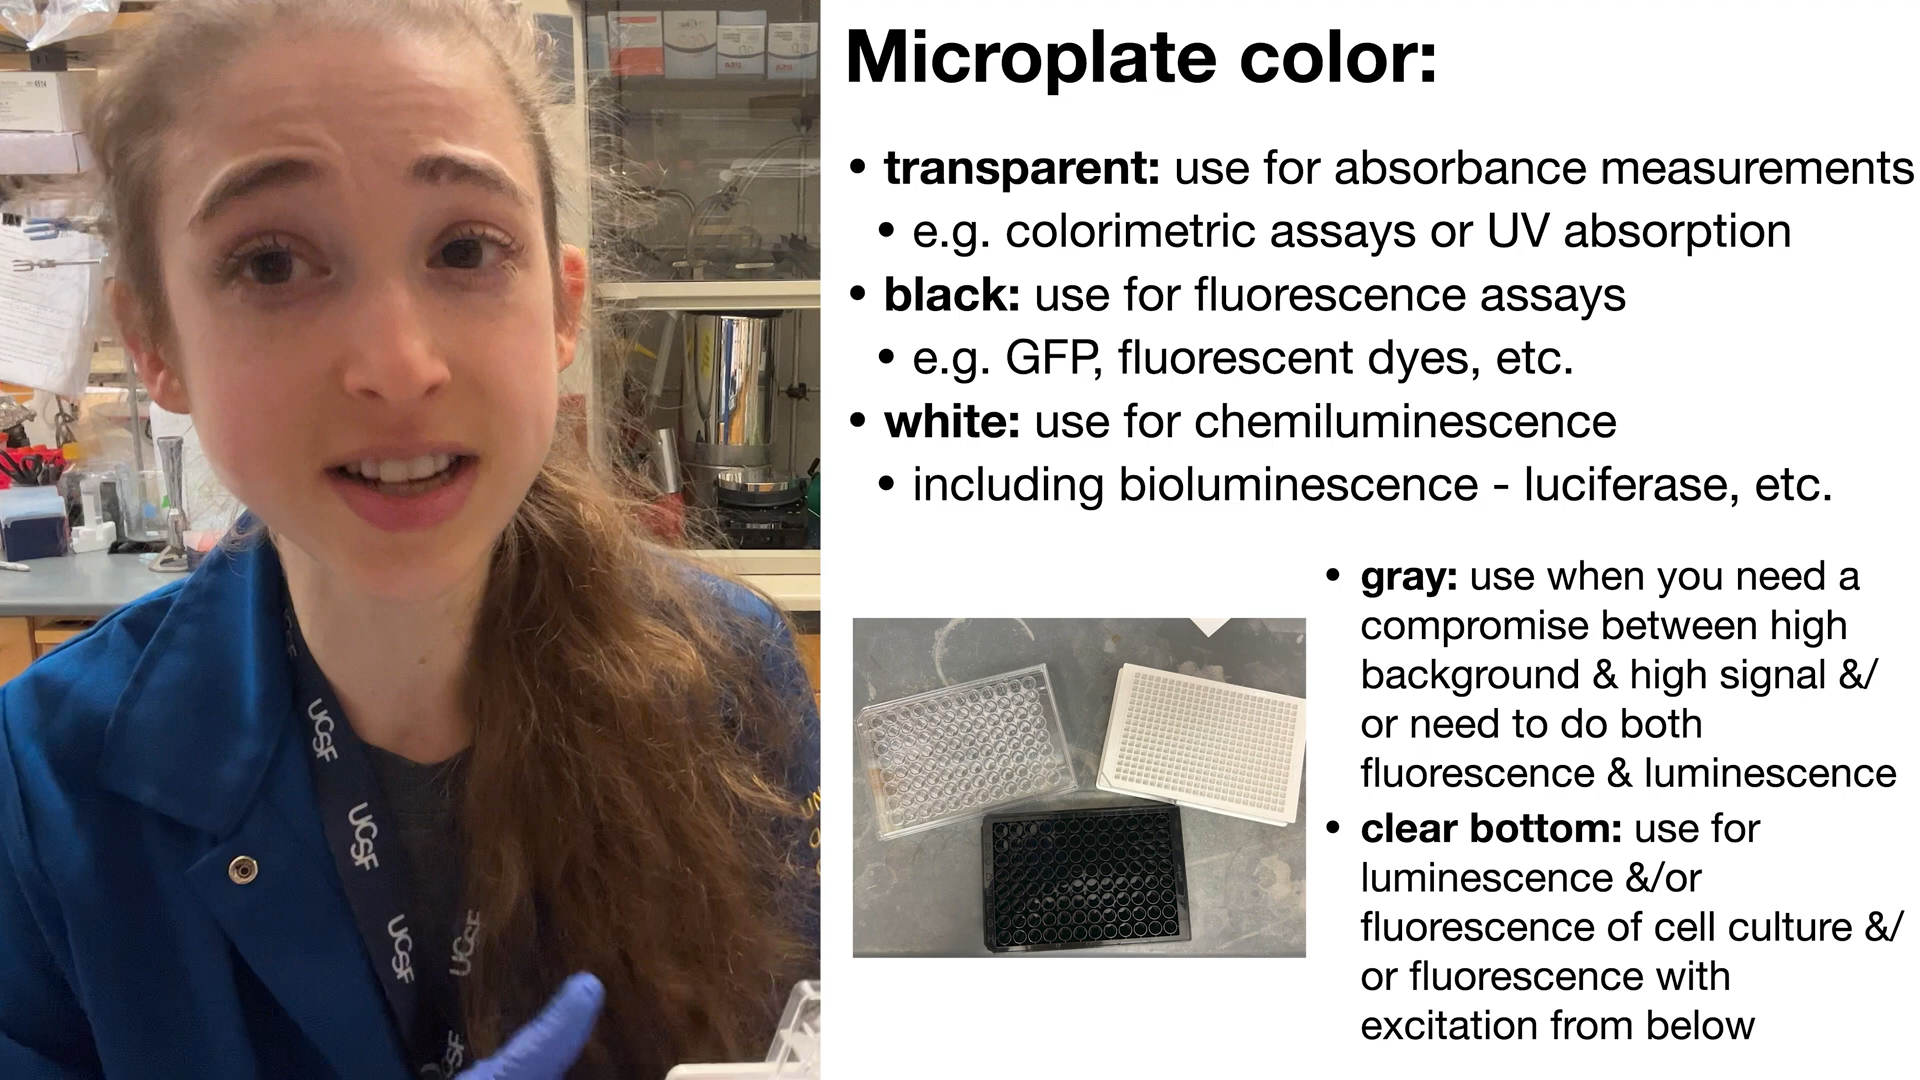 Microplate color:
• transparent: use for absorbance measurements
• e.g. colorimetric assays or UV absorption
• black: use for fluorescence assays
• e.g. GFP, fluorescent dyes, etc.
• white: use for chemiluminescence
• including bioluminescence - luciferase, etc.
• gray: use when you need a
compromise between high
background & high signal &/
or need to do both
fluorescence & luminescence
• clear bottom: use for
luminescence &/or
fluorescence of cell culture &/
or fluorescence with
excitation from below
UCSF
UCSF
UCSF
UCSF
4514